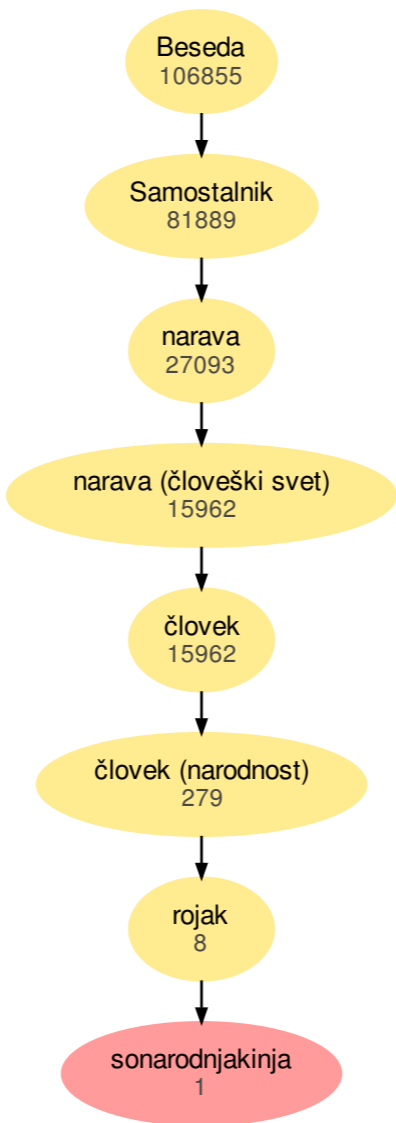 Beseda
106855
Samostalnik
81889
narava
27093
narava (človeški svet)
15962
človek
15962
človek (narodnost)
279
rojak
8
sonarodnjakinja
1